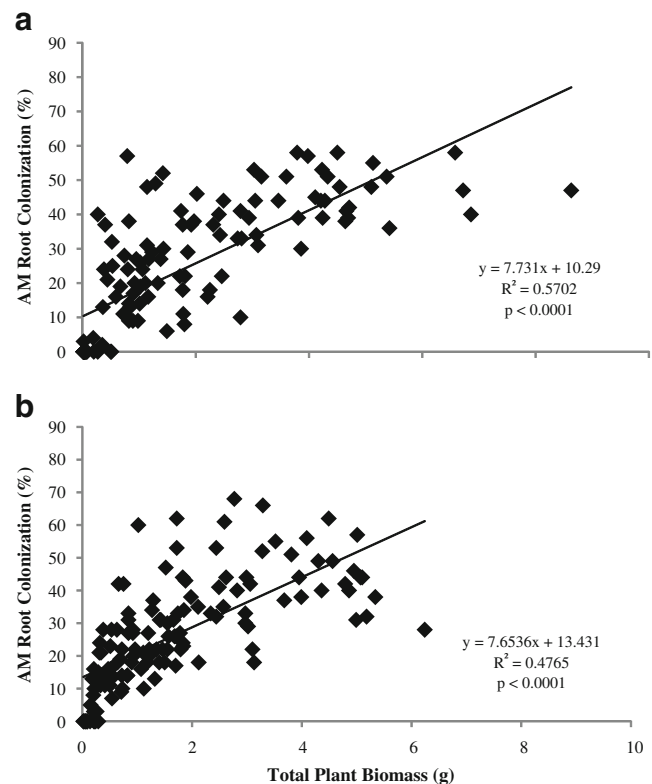 a
90
80
70
60
50
40
30
20
10
0
AM Root Colonization (%)
y = 7.731x + 10.29
R² = 0.5702
p < 0.0001
b
90
80
70
60
50
40
30
20
10
0
AM Root Colonization (%)
y = 7.6536x + 13.431
R² = 0.4765
p < 0.0001
0 2 4 6 8 10
Total Plant Biomass (g)